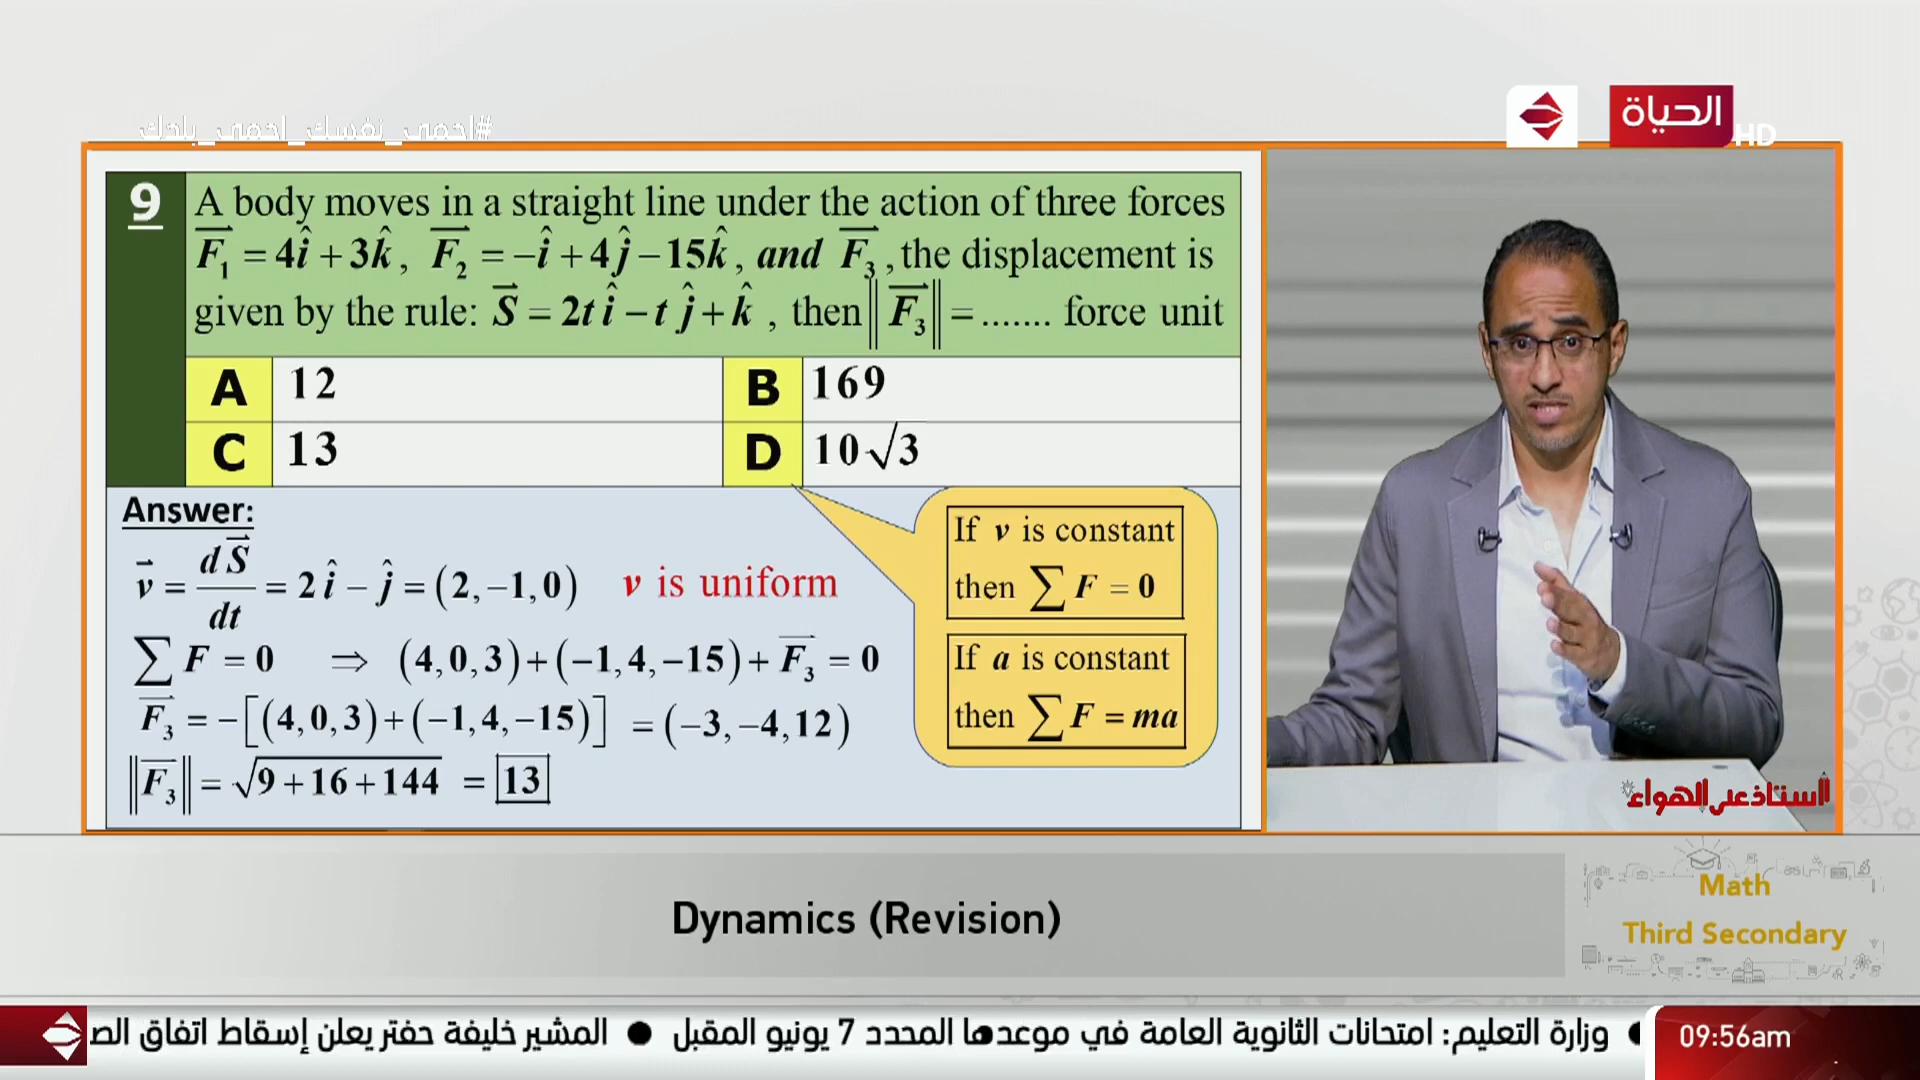 #احمي_نفسك_احمي_بلدك
الحياة
HD
9 A body moves in a straight line under the action of three forces
F₁ = 4î + 3k̂, F₂ = −î + 4ĵ − 15k̂, and F₃, the displacement is
given by the rule: S = 2t î − t ĵ + k̂, then ‖F₃‖ = ....... force unit
A 12 B 169
C 13 D 10√3
Answer:
v = dS/dt = 2î − ĵ = (2, −1, 0) v is uniform
∑F = 0 ⇒ (4, 0, 3) + (−1, 4, −15) + F₃ = 0
F₃ = −[(4, 0, 3) + (−1, 4, −15)] = (−3, −4, 12)
‖F₃‖ = √9 + 16 + 144 = 13
If v is constant
then ∑F = 0
If a is constant
then ∑F = ma
أستاذ على الهواء
Dynamics (Revision)
Math
Third Secondary
وزارة التعليم: امتحانات الثانوية العامة في موعدها المحدد 7 يونيو المقبل ● المشير خليفة حفتر يعلن إسقاط اتفاق الص
09:56am